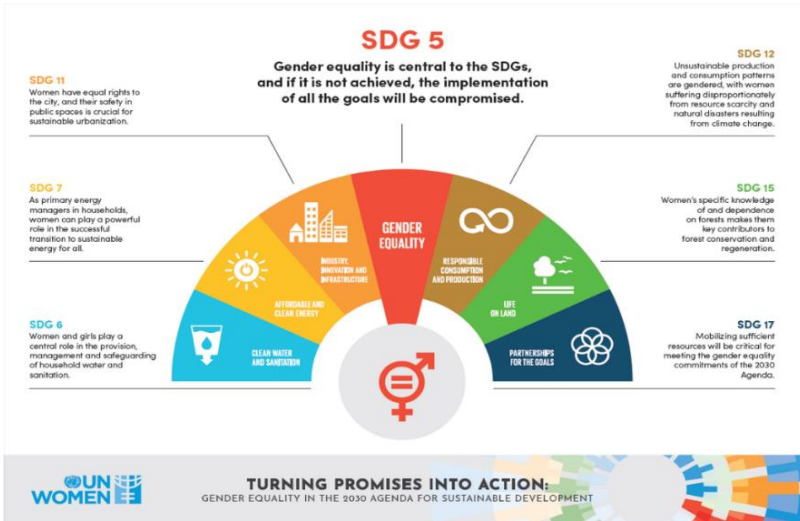 SDG 5
Gender equality is central to the SDGs,
and if it is not achieved, the implementation
of all the goals will be compromised.
SDG 11
Women have equal rights to
the city, and their safety in
public spaces is crucial for
sustainable urbanization.
SDG 7
As primary energy
managers in households,
women can play a powerful
role in the successful
transition to sustainable
energy for all.
SDG 6
Women and girls play a
central role in the provision,
management and safeguarding
of household water and
sanitation.
CLEAN WATER
AND SANITATION
AFFORDABLE AND
CLEAN ENERGY
INDUSTRY,
INNOVATION AND
INFRASTRUCTURE
GENDER
EQUALITY
RESPONSIBLE
CONSUMPTION
AND PRODUCTION
LIFE
ON LAND
PARTNERSHIPS
FOR THE GOALS
SDG 12
Unsustainable production
and consumption patterns
are gendered, with women
suffering disproportionately
from resource scarcity and
natural disasters resulting
from climate change.
SDG 15
Women's specific knowledge
of and dependence
on forests makes them
key contributors to
forest conservation and
regeneration.
SDG 17
Mobilizing sufficient
resources will be critical for
meeting the gender equality
commitments of the 2030
Agenda.
UN
WOMEN
TURNING PROMISES INTO ACTION:
GENDER EQUALITY IN THE 2030 AGENDA FOR SUSTAINABLE DEVELOPMENT